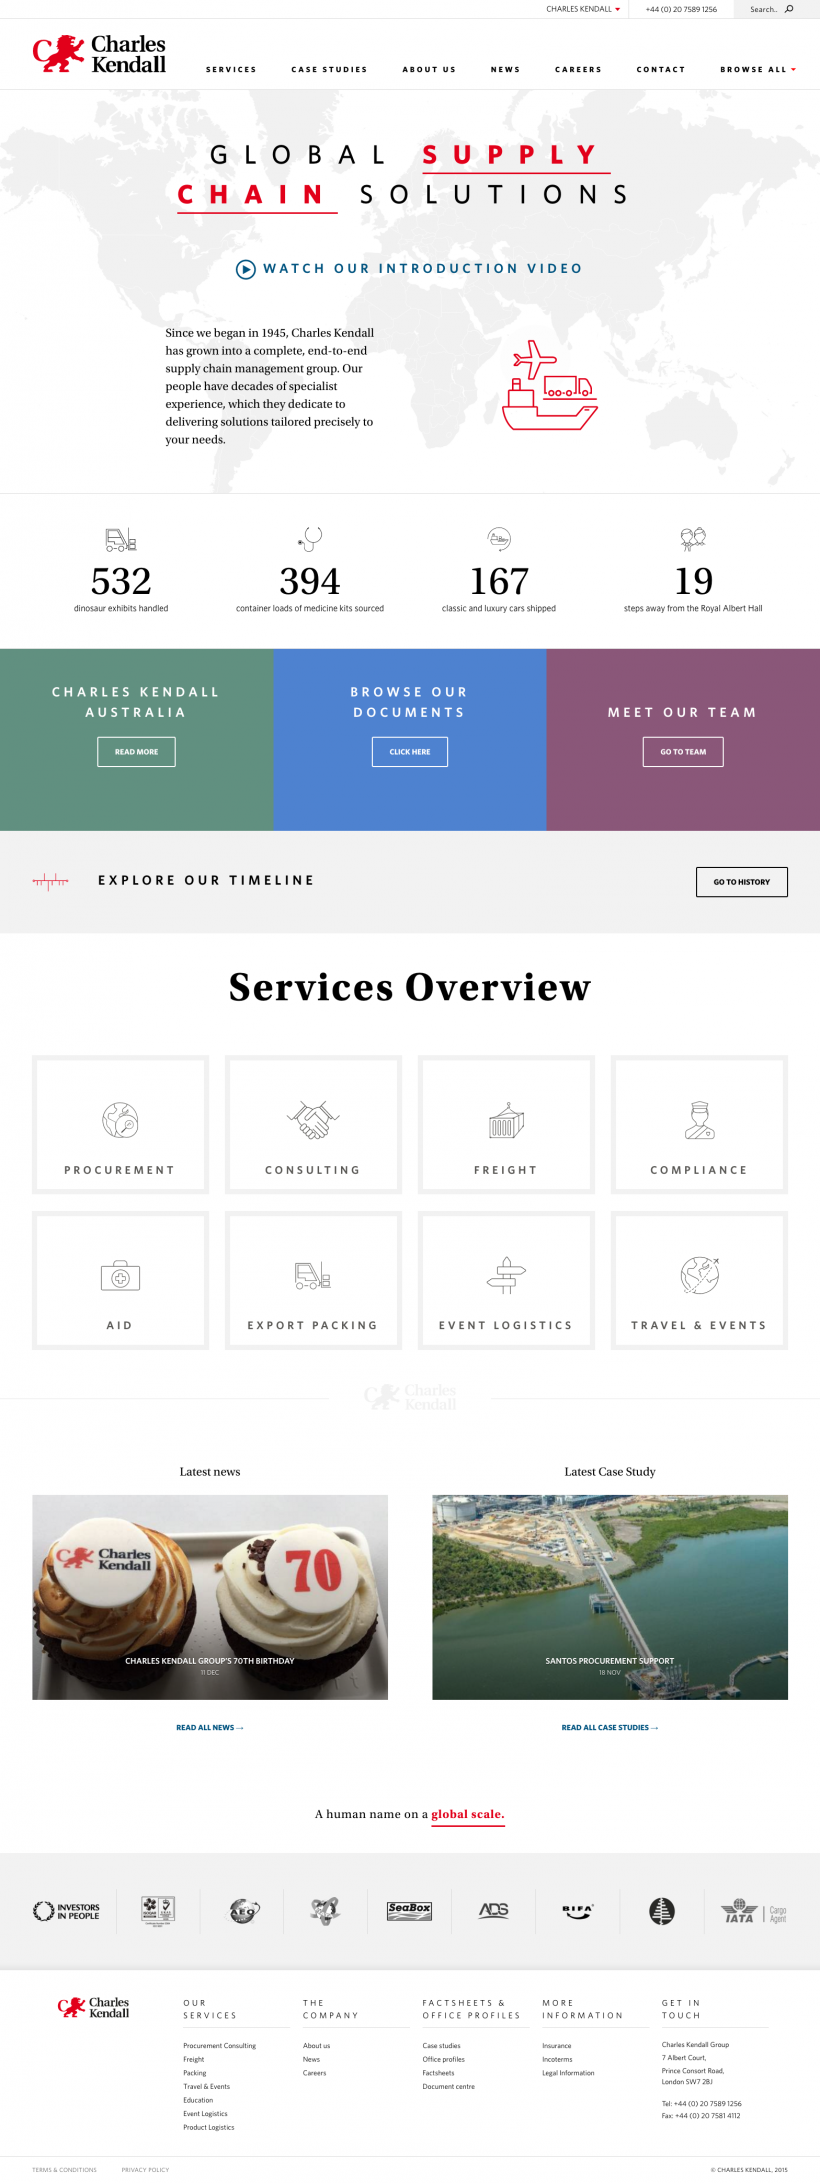 CHARLES KENDALL
+44 (0) 20 7589 1256
Search..
Charles
Kendall
SERVICES
CASE STUDIES
ABOUT US
NEWS
CAREERS
CONTACT
BROWSE ALL
GLOBAL SUPPLY
CHAIN SOLUTIONS
WATCH OUR INTRODUCTION VIDEO
Since we began in 1945, Charles Kendall
has grown into a complete, end-to-end
supply chain management group. Our
people have decades of specialist
experience, which they dedicate to
delivering solutions tailored precisely to
your needs.
532
dinosaur exhibits handled
394
container loads of medicine kits sourced
167
classic and luxury cars shipped
19
steps away from the Royal Albert Hall
CHARLES KENDALL
AUSTRALIA
READ MORE
BROWSE OUR
DOCUMENTS
CLICK HERE
MEET OUR TEAM
GO TO TEAM
EXPLORE OUR TIMELINE
GO TO HISTORY
Services Overview
PROCUREMENT
CONSULTING
FREIGHT
COMPLIANCE
AID
EXPORT PACKING
EVENT LOGISTICS
TRAVEL & EVENTS
Charles
Kendall
Latest news
Charles
Kendall
70
CHARLES KENDALL GROUP'S 70TH BIRTHDAY
11 DEC
READ ALL NEWS →
Latest Case Study
SANTOS PROCUREMENT SUPPORT
18 NOV
READ ALL CASE STUDIES →
A human name on a global scale.
INVESTORS
IN PEOPLE
AEO
SeaBox
ADS
BIFA
IATA
Cargo
Agent
Charles
Kendall
OUR
SERVICES
Procurement Consulting
Freight
Packing
Travel & Events
Education
Event Logistics
Product Logistics
THE
COMPANY
About us
News
Careers
FACTSHEETS &
OFFICE PROFILES
Case studies
Office profiles
Factsheets
Document centre
MORE
INFORMATION
Insurance
Incoterms
Legal Information
GET IN
TOUCH
Charles Kendall Group
7 Albert Court,
Prince Consort Road,
London SW7 2BJ
Tel: +44 (0) 20 7589 1256
Fax: +44 (0) 20 7581 4112
TERMS & CONDITIONS
PRIVACY POLICY
© CHARLES KENDALL, 2015